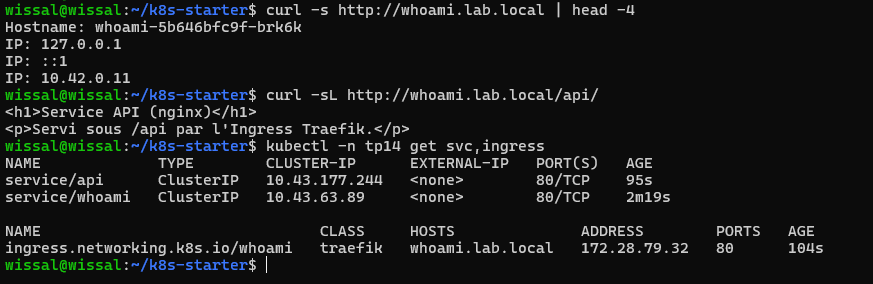 wissal@wissal:~/k8s-starter$ curl -s http://whoami.lab.local | head -4
Hostname: whoami-5b646bfc9f-brk6k
IP: 127.0.0.1
IP: ::1
IP: 10.42.0.11
wissal@wissal:~/k8s-starter$ curl -sL http://whoami.lab.local/api/
<h1>Service API (nginx)</h1>
<p>Servi sous /api par l'Ingress Traefik.</p>
wissal@wissal:~/k8s-starter$ kubectl -n tp14 get svc,ingress
NAME             TYPE        CLUSTER-IP      EXTERNAL-IP   PORT(S)   AGE
service/api      ClusterIP   10.43.177.244   <none>        80/TCP    95s
service/whoami   ClusterIP   10.43.63.89     <none>        80/TCP    2m19s
NAME                               CLASS     HOSTS              ADDRESS        PORTS   AGE
ingress.networking.k8s.io/whoami   traefik   whoami.lab.local   172.28.79.32   80      104s
wissal@wissal:~/k8s-starter$